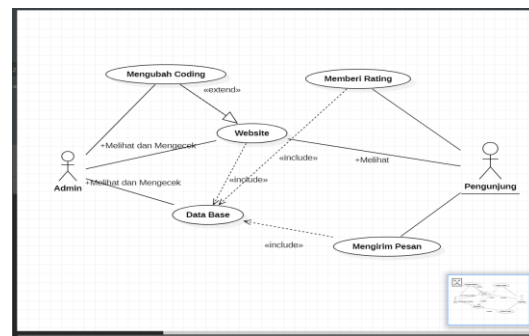 Mengubah Coding
Memberi Rating
«extend»
Website
+Melihat dan Mengecek
«include»
+Melihat
Admin
+Melihat dan Mengecek
«include»
Pengunjung
Data Base
«include»
Mengirim Pesan